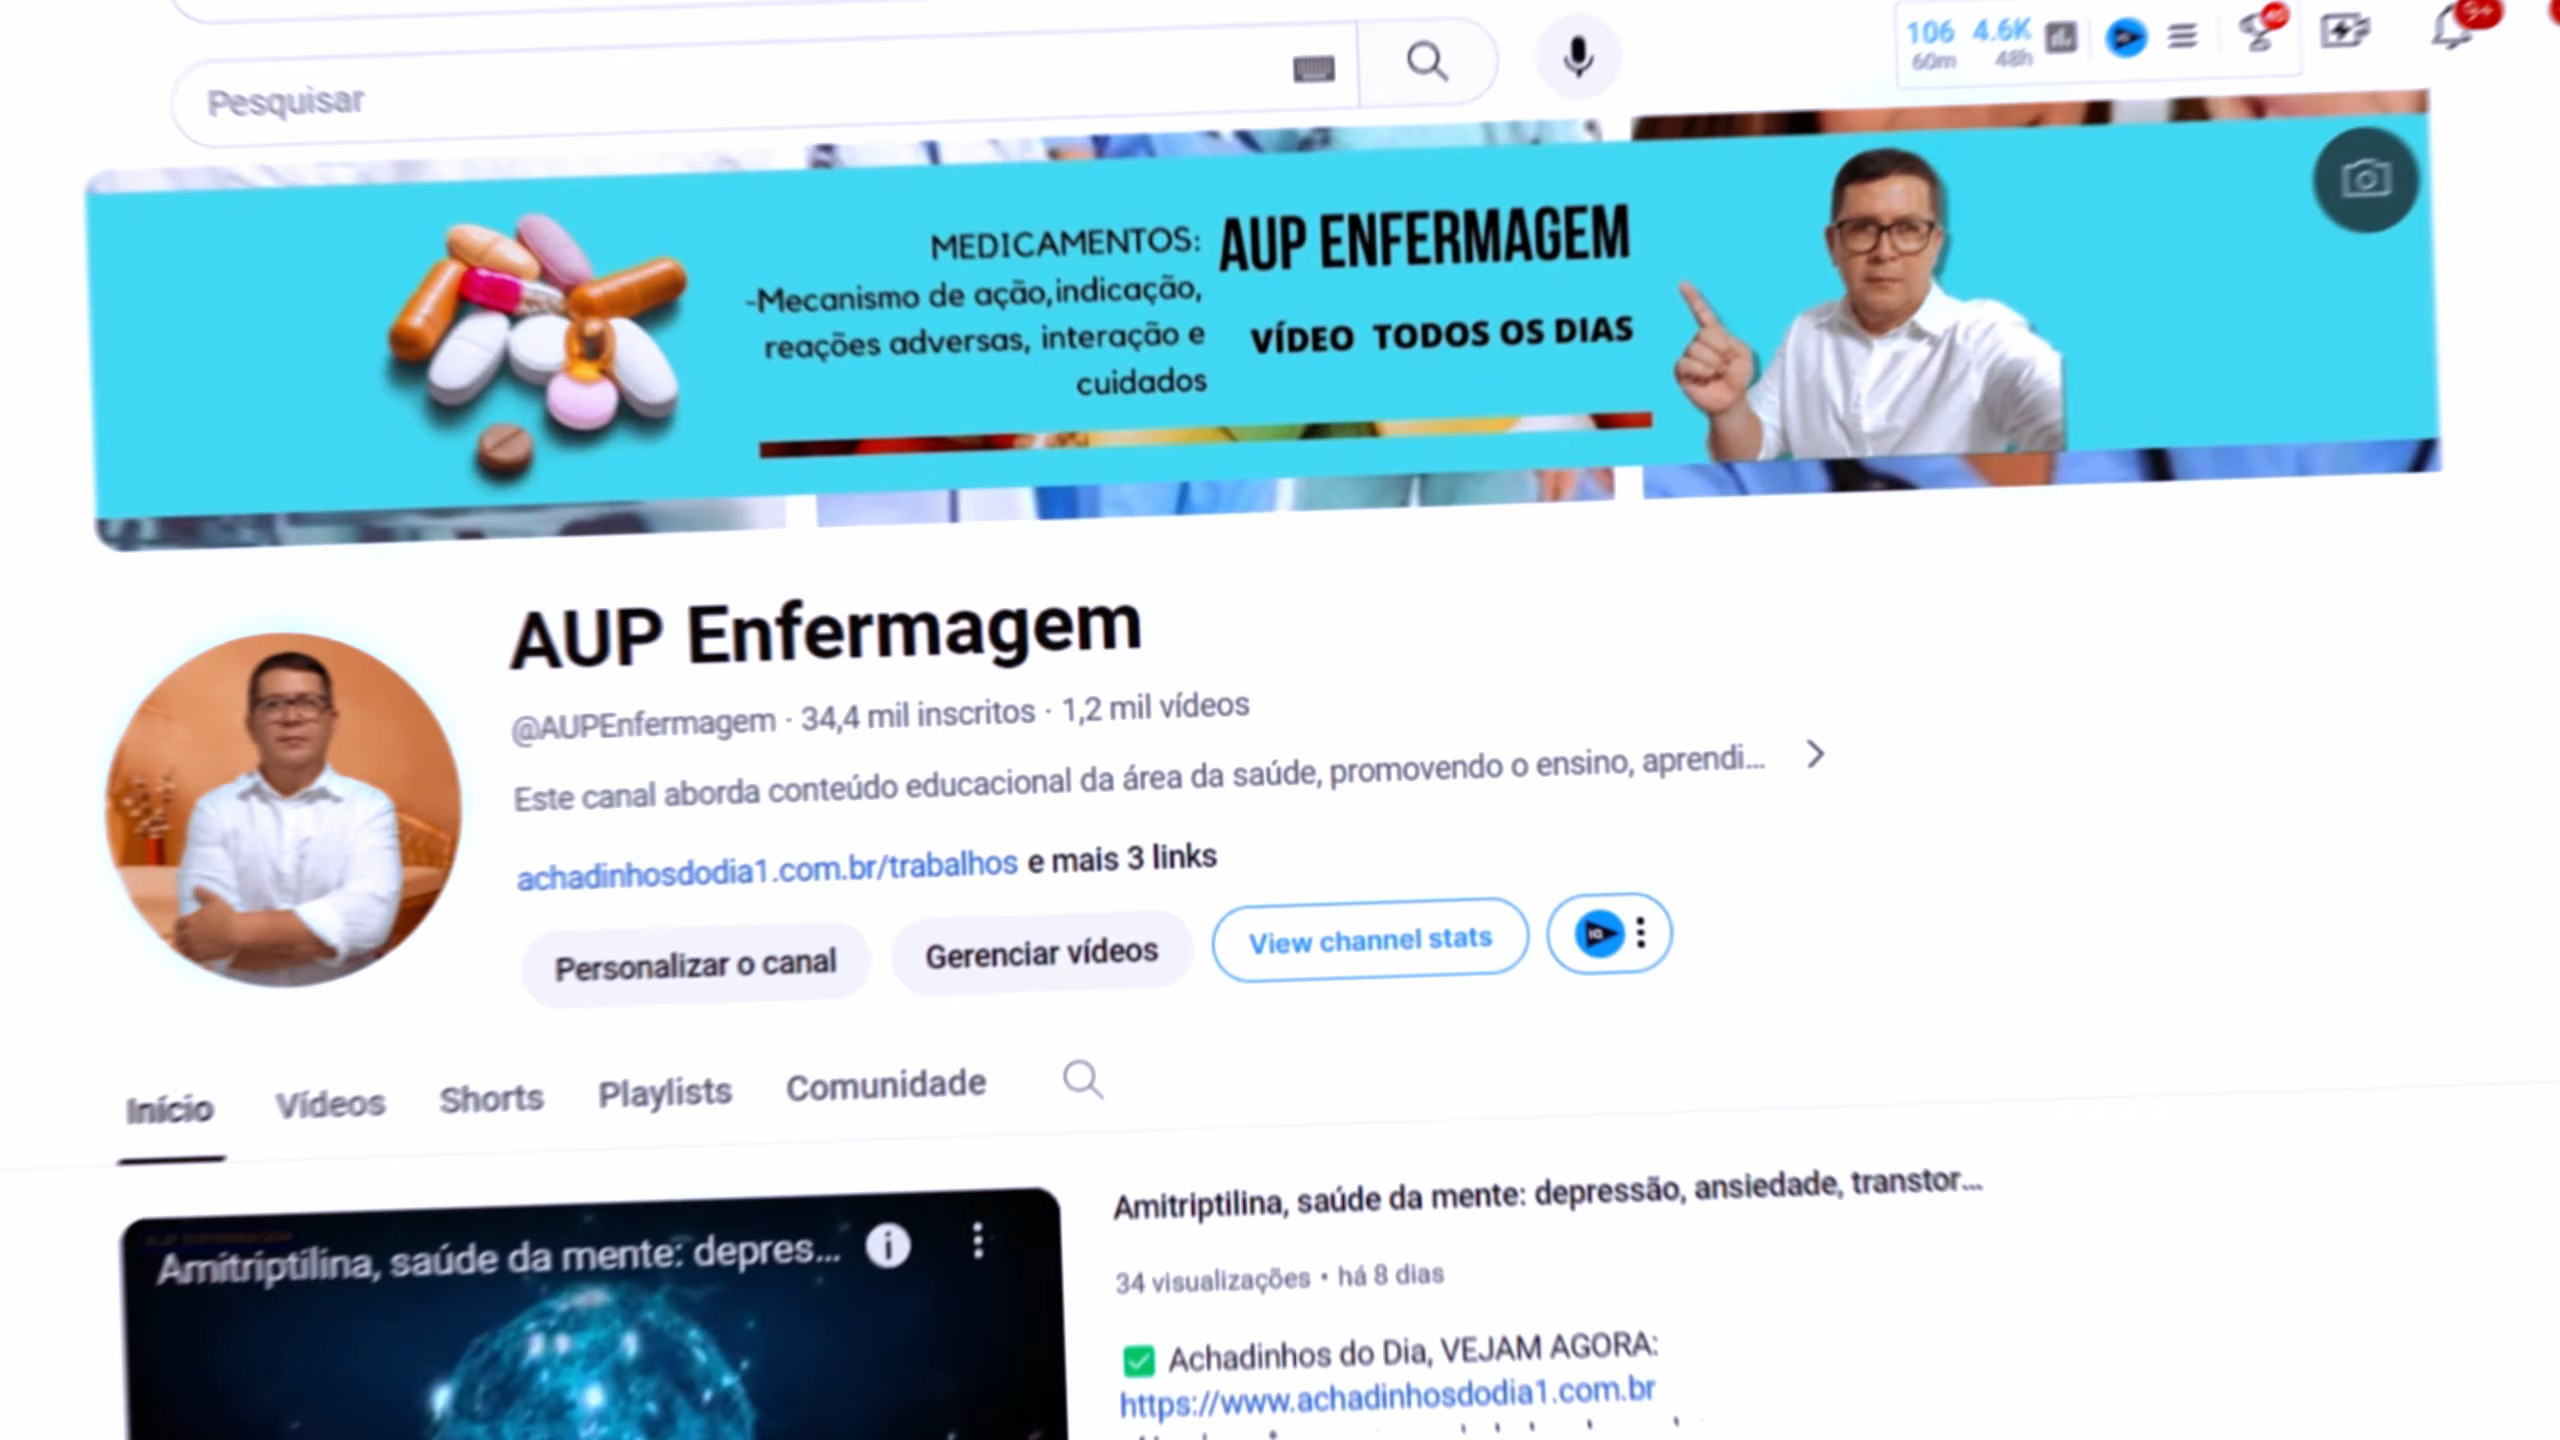 106 4.6K
60m 48h
9+
Pesquisar
MEDICAMENTOS:
-Mecanismo de ação,indicação,
reações adversas, interação e
cuidados
AUP ENFERMAGEM
VÍDEO TODOS OS DIAS
AUP Enfermagem
@AUPEnfermagem · 34,4 mil inscritos · 1,2 mil vídeos
Este canal aborda conteúdo educacional da área da saúde, promovendo o ensino, aprendi...
achadinhosdodia1.com.br/trabalhos e mais 3 links
Personalizar o canal
Gerenciar vídeos
View channel stats
Início Vídeos Shorts Playlists Comunidade
Amitriptilina, saúde da mente: depres...
Amitriptilina, saúde da mente: depressão, ansiedade, transtor...
34 visualizações • há 8 dias
✅ Achadinhos do Dia, VEJAM AGORA:
https://www.achadinhosdodia1.com.br